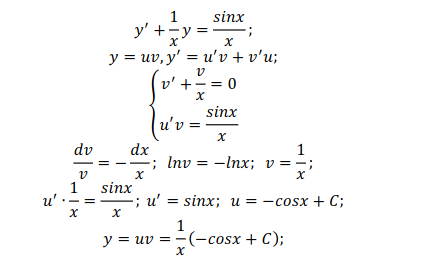 y′ + 1/x y = sinx/x;
y = uv, y′ = u′v + v′u;
{ v′ + v/x = 0
u′v = sinx/x
dv/v = − dx/x; lnv = −lnx; v = 1/x;
u′ · 1/x = sinx/x; u′ = sinx; u = −cosx + C;
y = uv = 1/x (−cosx + C);